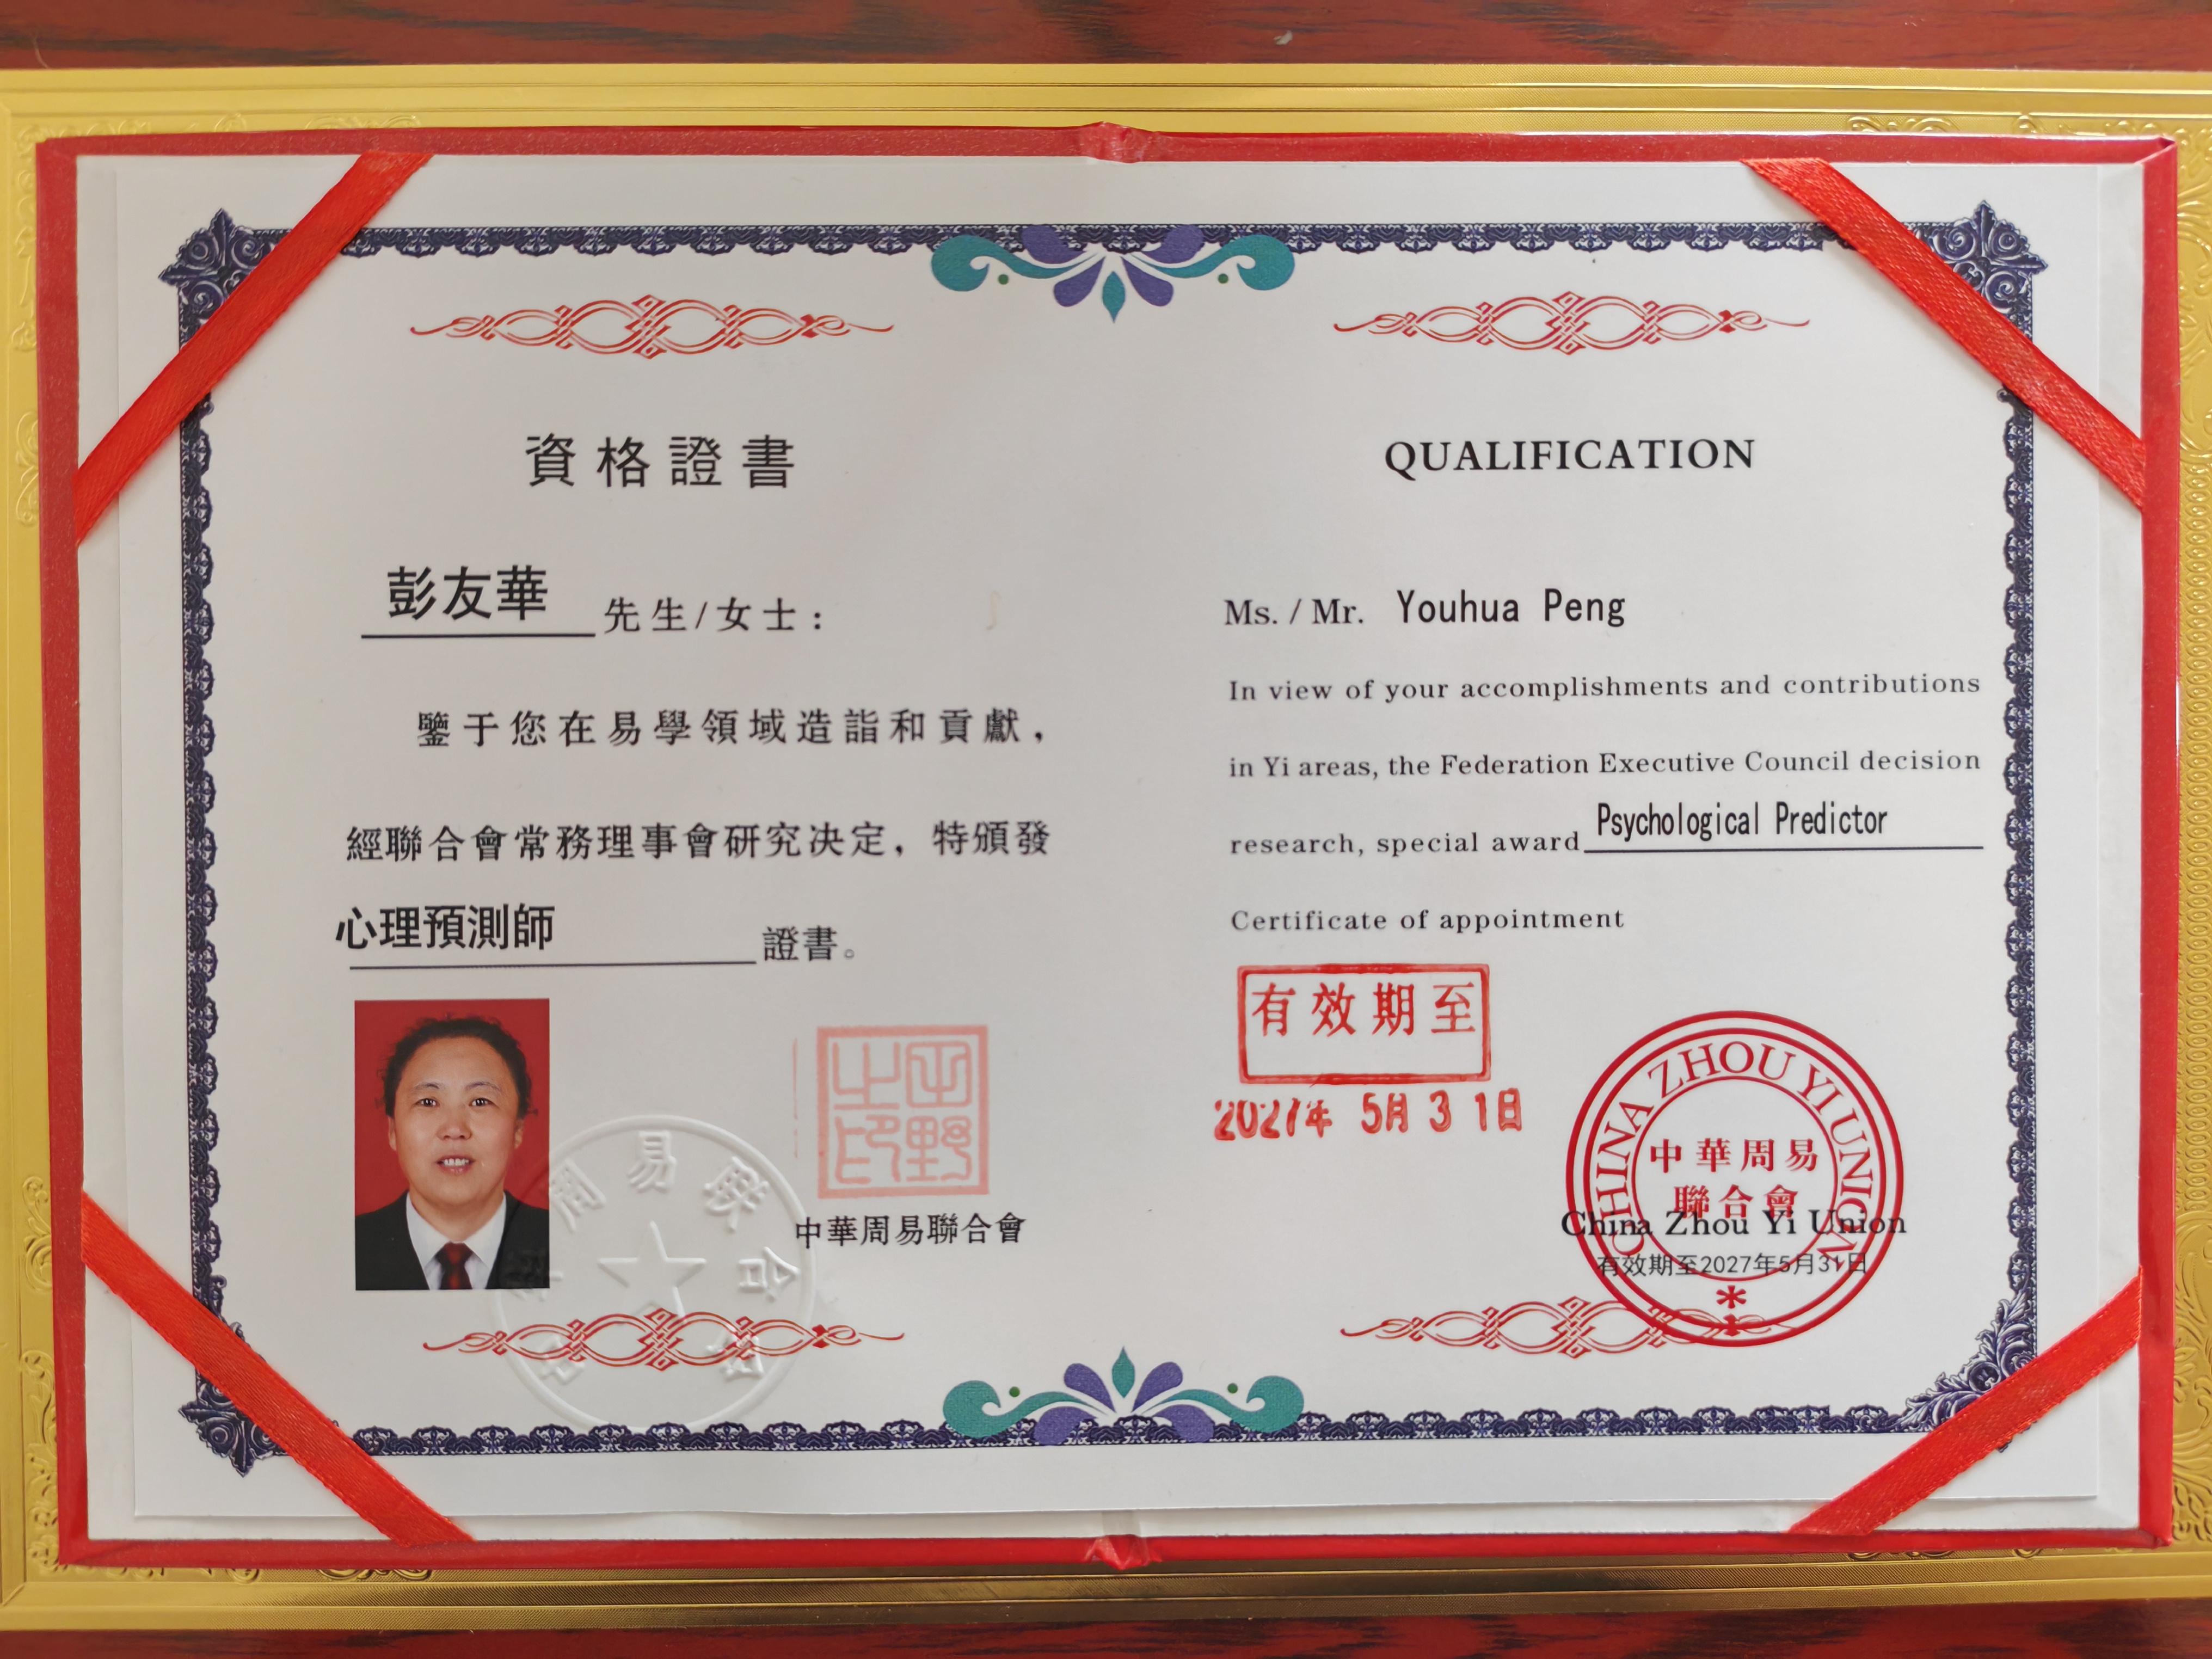 資格證書
彭友華 先生/女士：
鑒于您在易學領域造詣和貢獻，
經聯合會常務理事會研究决定，特頒發
心理預測師 證書。
中華周易聯合會
周易聯合會
QUALIFICATION
Ms. / Mr. Youhua Peng
In view of your accomplishments and contributions
in Yi areas, the Federation Executive Council decision
research, special award Psychological Predictor
Certificate of appointment
有效期至
2027年 5月 31日
CHINA ZHOU YI UNION
中華周易
聯合會
China Zhou Yi Union
有效期至2027年5月31日